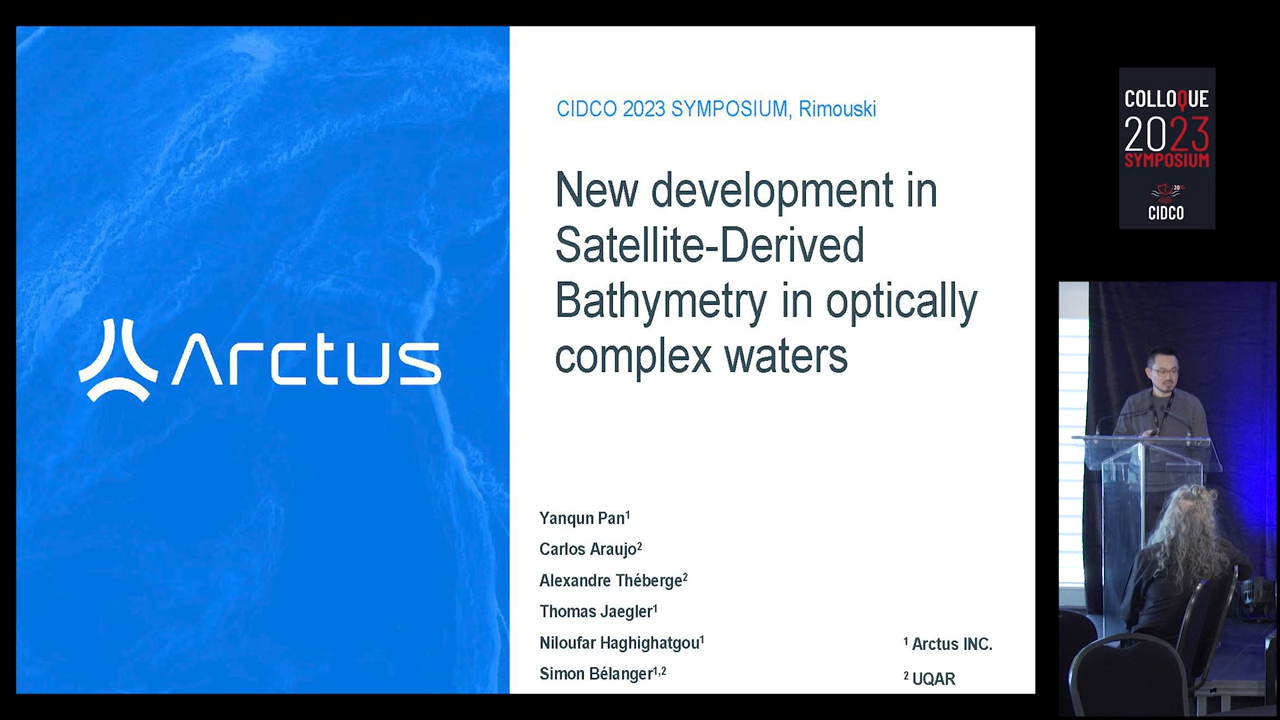 Arctus
CIDCO 2023 SYMPOSIUM, Rimouski
New development in
Satellite-Derived
Bathymetry in optically
complex waters
Yanqun Pan¹
Carlos Araujo²
Alexandre Théberge²
Thomas Jaegler¹
Niloufar Haghighatgou¹
Simon Bélanger¹,²
¹ Arctus INC.
² UQAR
COLLOQUE
2023
SYMPOSIUM
CIDCO